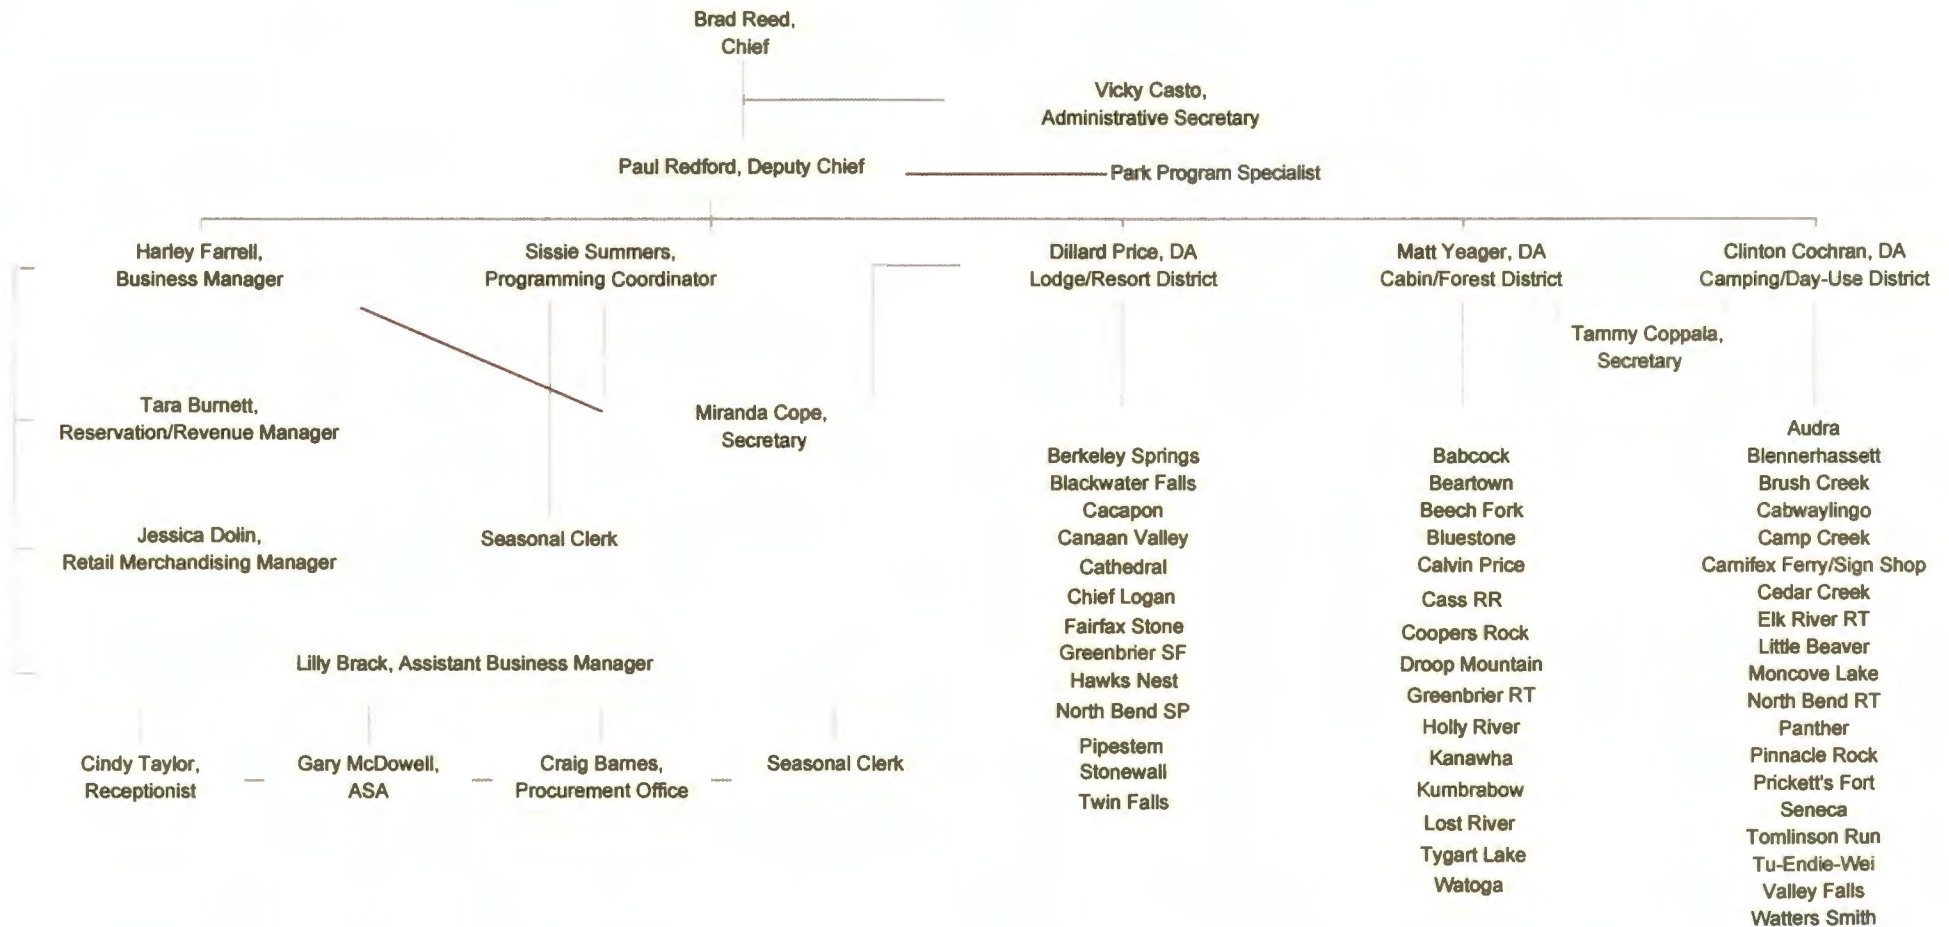 Brad Reed,
Chief
Vicky Casto,
Administrative Secretary
Paul Redford, Deputy Chief
Park Program Specialist
Harley Farrell,
Business Manager
Sissie Summers,
Programming Coordinator
Dillard Price, DA
Lodge/Resort District
Matt Yeager, DA
Cabin/Forest District
Clinton Cochran, DA
Camping/Day-Use District
Tammy Coppala,
Secretary
Tara Burnett,
Reservation/Revenue Manager
Miranda Cope,
Secretary
Jessica Dolin,
Retail Merchandising Manager
Seasonal Clerk
Lilly Brack, Assistant Business Manager
Cindy Taylor,
Receptionist
Gary McDowell,
ASA
Craig Barnes,
Procurement Office
Seasonal Clerk
Berkeley Springs
Blackwater Falls
Cacapon
Canaan Valley
Cathedral
Chief Logan
Fairfax Stone
Greenbrier SF
Hawks Nest
North Bend SP
Pipestem
Stonewall
Twin Falls
Babcock
Beartown
Beech Fork
Bluestone
Calvin Price
Cass RR
Coopers Rock
Droop Mountain
Greenbrier RT
Holly River
Kanawha
Kumbrabow
Lost River
Tygart Lake
Watoga
Audra
Blennerhassett
Brush Creek
Cabwaylingo
Camp Creek
Carnifex Ferry/Sign Shop
Cedar Creek
Elk River RT
Little Beaver
Moncove Lake
North Bend RT
Panther
Pinnacle Rock
Prickett's Fort
Seneca
Tomlinson Run
Tu-Endie-Wei
Valley Falls
Watters Smith